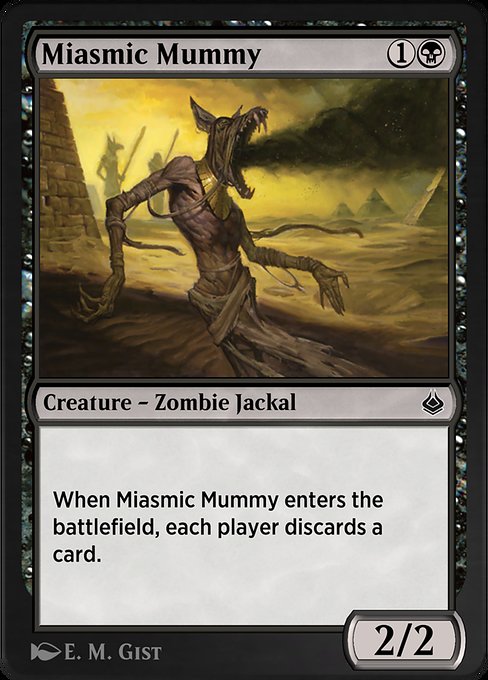 Miasmic Mummy 1
Creature – Zombie Jackal
When Miasmic Mummy enters the
battlefield, each player discards a
card.
2/2
E. M. Gist